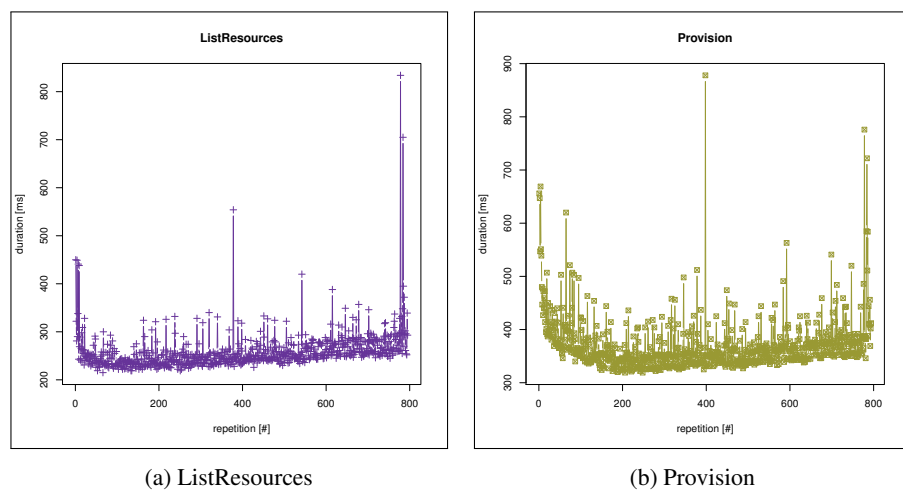 ListResources
800
700
600
500
400
300
200
duration [ms]
0 200 400 600 800
repetition [#]
(a) ListResources
Provision
900
800
700
600
500
400
300
duration [ms]
0 200 400 600 800
repetition [#]
(b) Provision